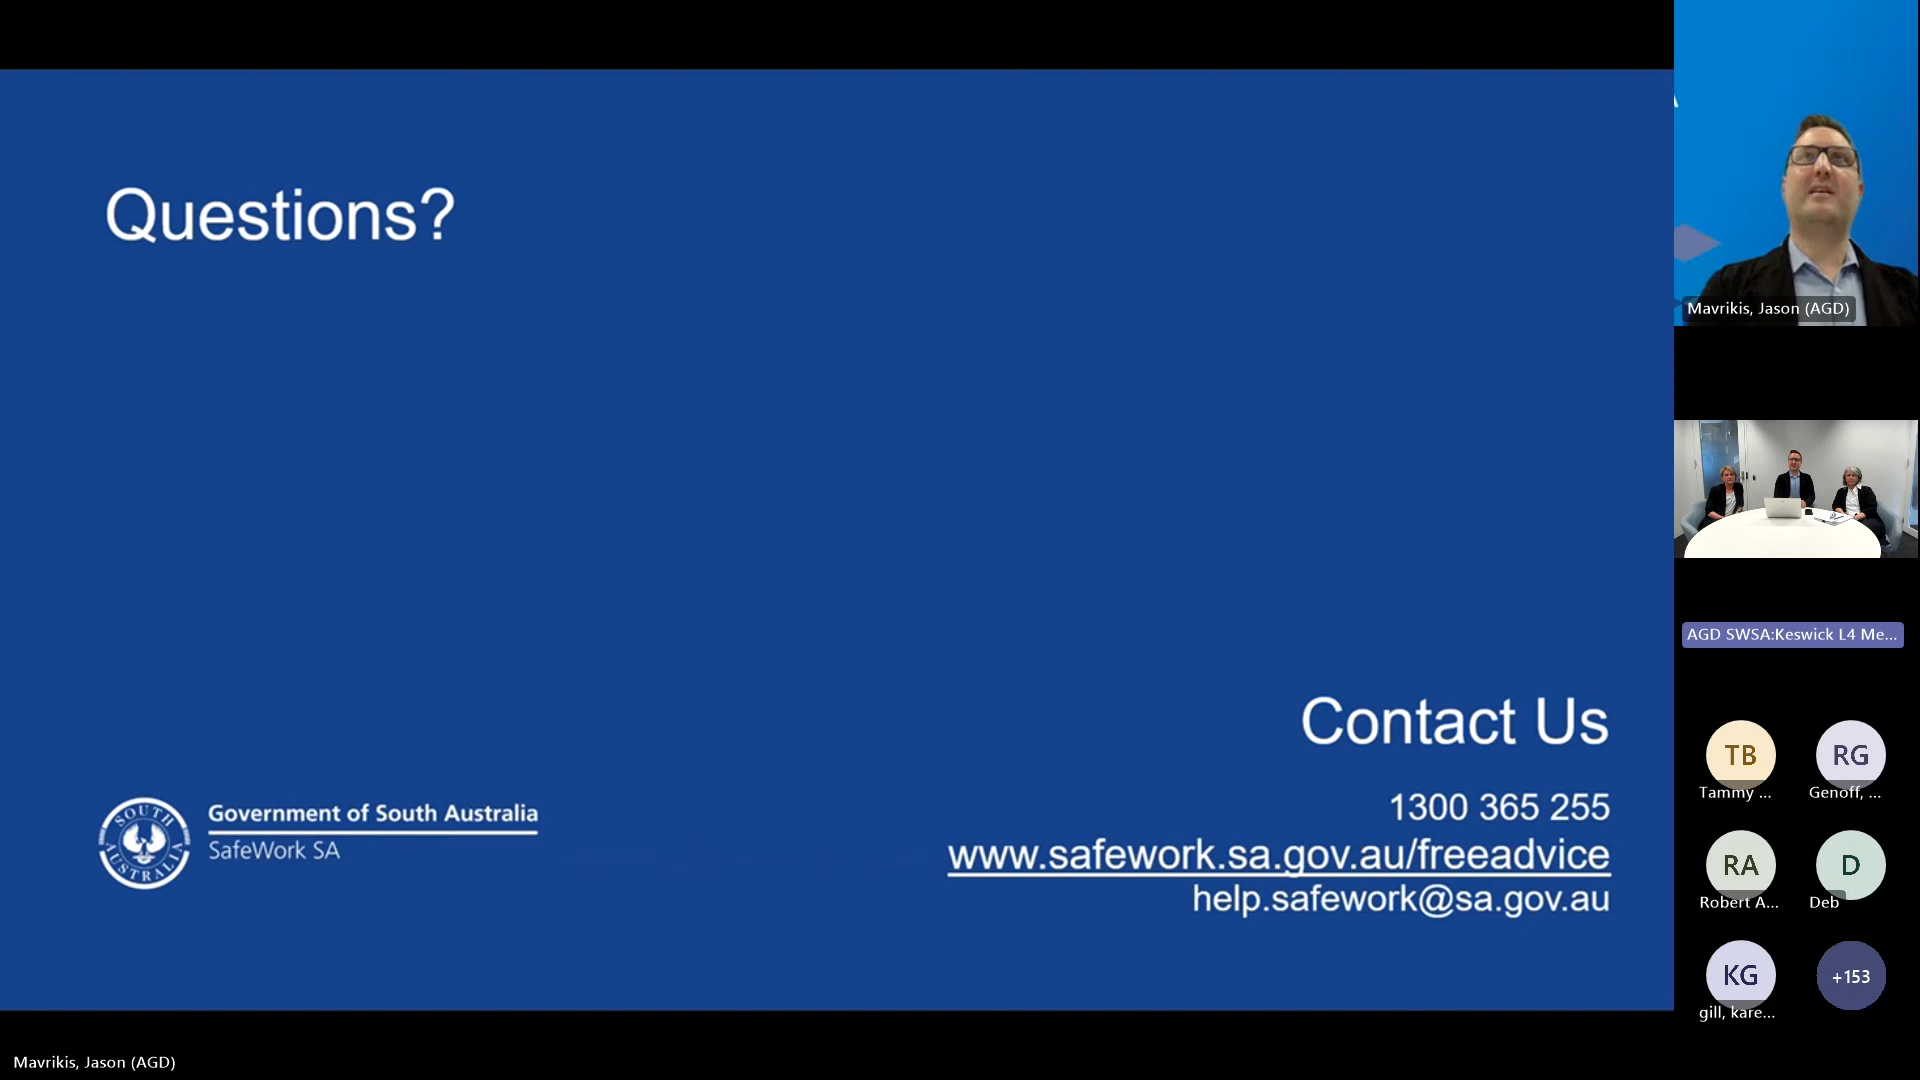 Questions?
Contact Us
1300 365 255
www.safework.sa.gov.au/freeadvice
help.safework@sa.gov.au
SOUTH AUSTRALIA
Government of South Australia
SafeWork SA
Mavrikis, Jason (AGD)
AGD SWSA:Keswick L4 Me...
TB
Tammy ...
RG
Genoff, ...
RA
Robert A...
D
Deb
KG
gill, kare...
+153
Mavrikis, Jason (AGD)